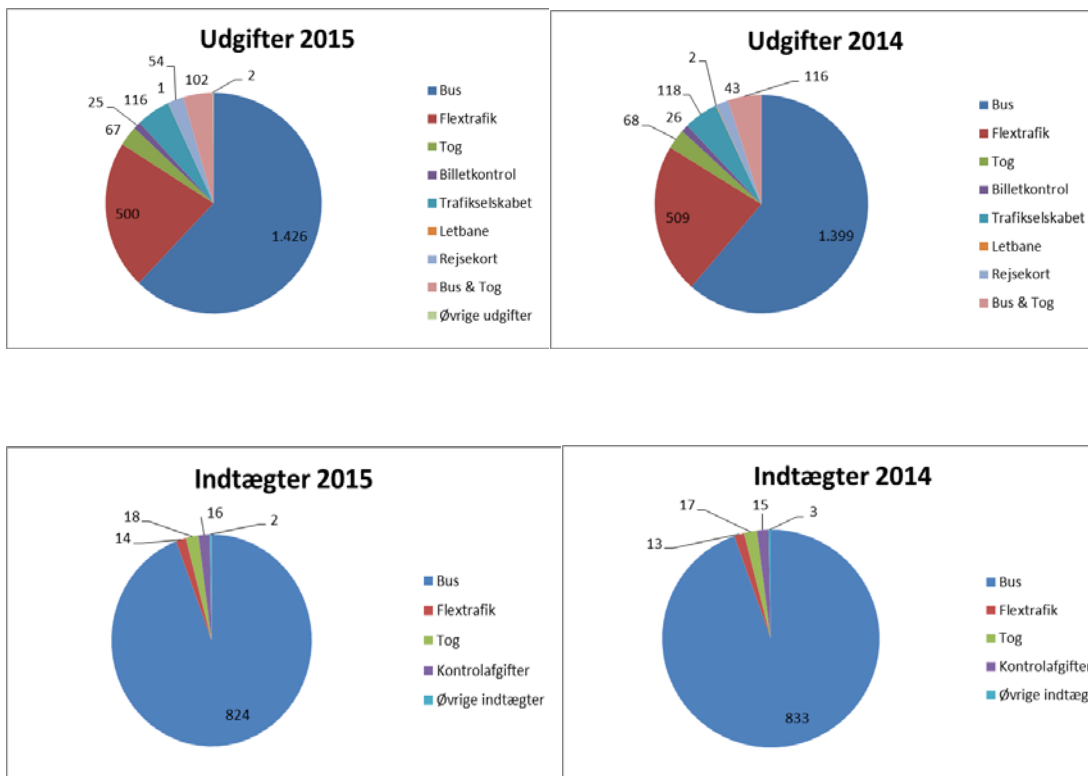 Udgifter 2015
54
1
102
2
116
25
67
500
1.426
Bus
Flextrafik
Tog
Billetkontrol
Trafikselskabet
Letbane
Rejsekort
Bus & Tog
Øvrige udgifter
Udgifter 2014
2
43
116
118
26
68
509
1.399
Bus
Flextrafik
Tog
Billetkontrol
Trafikselskabet
Letbane
Rejsekort
Bus & Tog
Indtægter 2015
18
16
2
14
824
Bus
Flextrafik
Tog
Kontrolafgifter
Øvrige indtægter
Indtægter 2014
17
15
3
13
833
Bus
Flextrafik
Tog
Kontrolafgifter
Øvrige indtæg